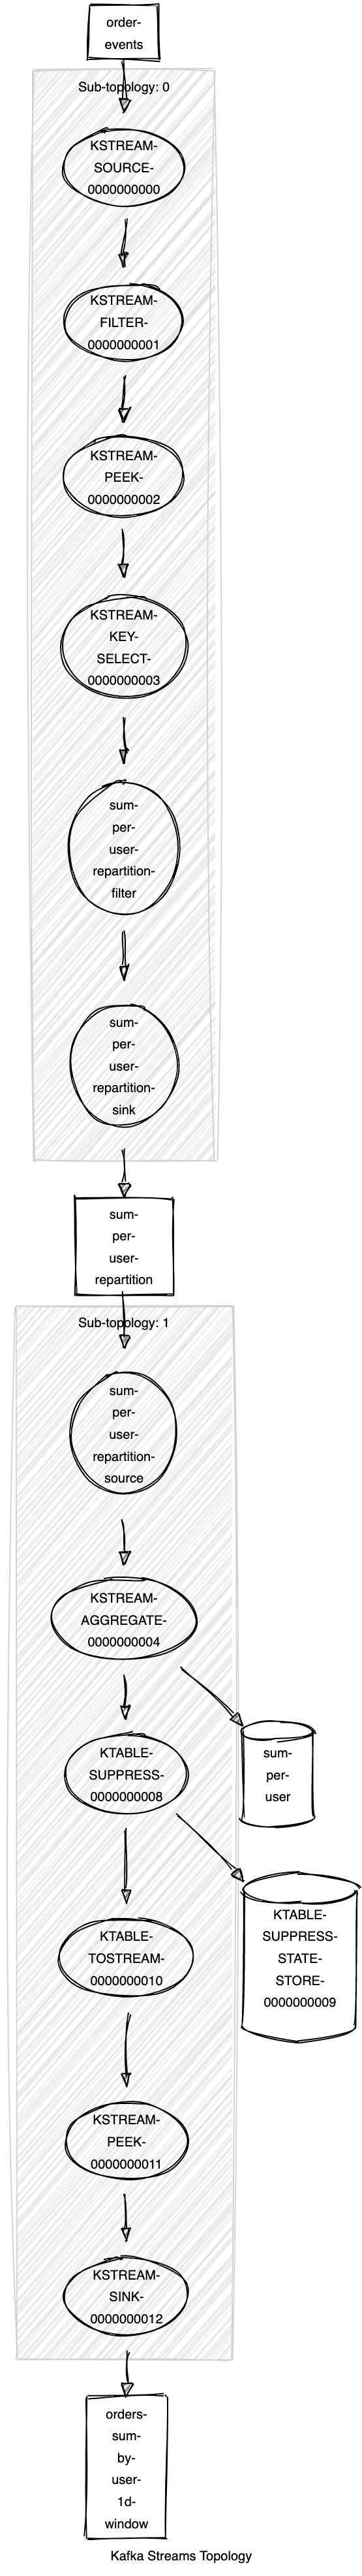 order-
events
Sub-topology: 0
KSTREAM-
SOURCE-
0000000000
KSTREAM-
FILTER-
0000000001
KSTREAM-
PEEK-
0000000002
KSTREAM-
KEY-
SELECT-
0000000003
sum-
per-
user-
repartition-
filter
sum-
per-
user-
repartition-
sink
sum-
per-
user-
repartition
Sub-topology: 1
sum-
per-
user-
repartition-
source
KSTREAM-
AGGREGATE-
0000000004
KTABLE-
SUPPRESS-
0000000008
sum-
per-
user
KTABLE-
SUPPRESS-
STATE-
STORE-
0000000009
KTABLE-
TOSTREAM-
0000000010
KSTREAM-
PEEK-
0000000011
KSTREAM-
SINK-
0000000012
orders-
sum-
by-
user-
1d-
window
Kafka Streams Topology